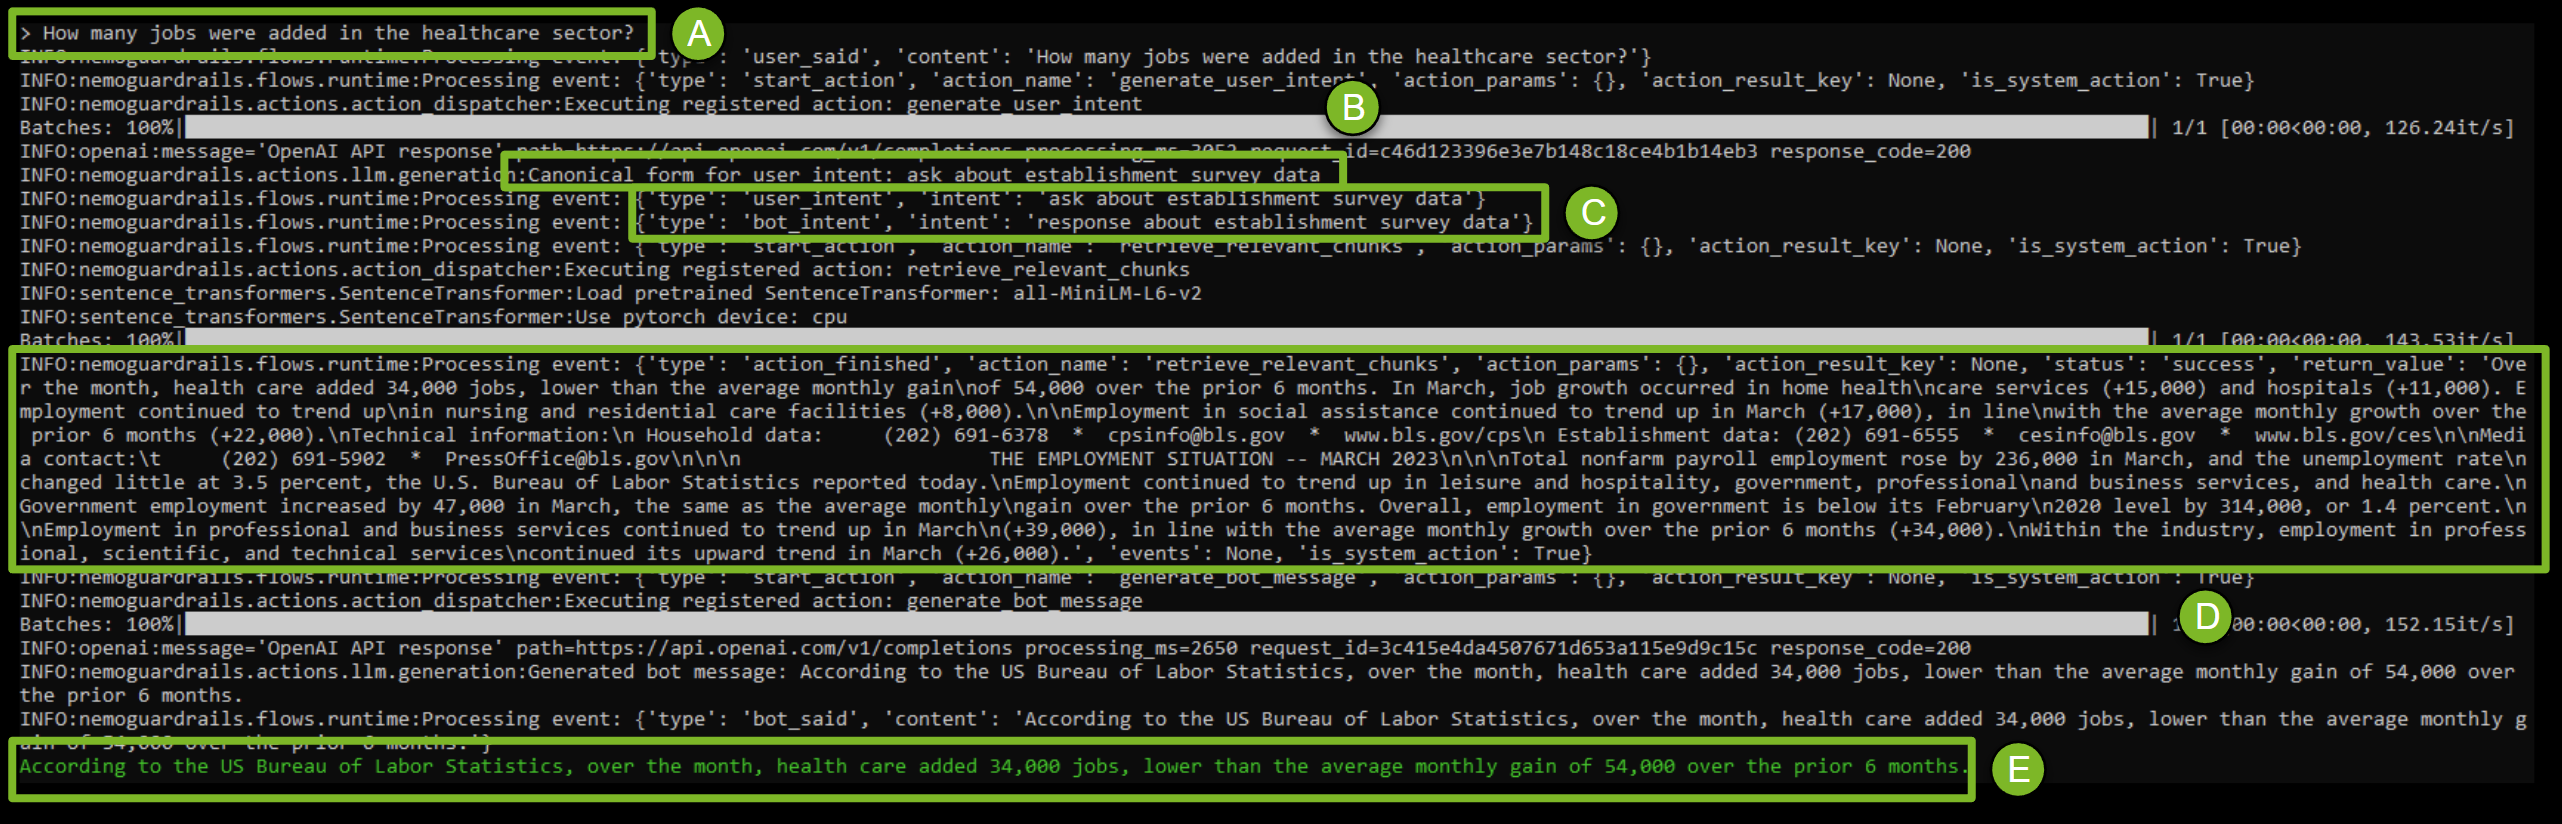 > How many jobs were added in the healthcare sector?
A
INFO:nemoguardrails.flows.runtime:Processing event: {'type': 'user_said', 'content': 'How many jobs were added in the healthcare sector?'}
INFO:nemoguardrails.flows.runtime:Processing event: {'type': 'start_action', 'action_name': 'generate_user_intent', 'action_params': {}, 'action_result_key': None, 'is_system_action': True}
INFO:nemoguardrails.actions.action_dispatcher:Executing registered action: generate_user_intent
B
Batches: 100%| | 1/1 [00:00<00:00, 126.24it/s]
INFO:openai:message='OpenAI API response' path=https://api.openai.com/v1/completions processing_ms=3052 request_id=c46d123396e3e7b148c18ce4b1b14eb3 response_code=200
INFO:nemoguardrails.actions.llm.generation:Canonical form for user intent: ask about establishment survey data
INFO:nemoguardrails.flows.runtime:Processing event: {'type': 'user_intent', 'intent': 'ask about establishment survey data'}
C
INFO:nemoguardrails.flows.runtime:Processing event: {'type': 'bot_intent', 'intent': 'response about establishment survey data'}
INFO:nemoguardrails.flows.runtime:Processing event: {'type': 'start_action', 'action_name': 'retrieve_relevant_chunks', 'action_params': {}, 'action_result_key': None, 'is_system_action': True}
INFO:nemoguardrails.actions.action_dispatcher:Executing registered action: retrieve_relevant_chunks
INFO:sentence_transformers.SentenceTransformer:Load pretrained SentenceTransformer: all-MiniLM-L6-v2
INFO:sentence_transformers.SentenceTransformer:Use pytorch device: cpu
Batches: 100%| | 1/1 [00:00<00:00, 143.53it/s]
INFO:nemoguardrails.flows.runtime:Processing event: {'type': 'action_finished', 'action_name': 'retrieve_relevant_chunks', 'action_params': {}, 'action_result_key': None, 'status': 'success', 'return_value': 'Ove
r the month, health care added 34,000 jobs, lower than the average monthly gain\nof 54,000 over the prior 6 months. In March, job growth occurred in home health\ncare services (+15,000) and hospitals (+11,000). E
mployment continued to trend up\nin nursing and residential care facilities (+8,000).\n\nEmployment in social assistance continued to trend up in March (+17,000), in line\nwith the average monthly growth over the
prior 6 months (+22,000).\nTechnical information:\n Household data: (202) 691-6378 * cpsinfo@bls.gov * www.bls.gov/cps\n Establishment data: (202) 691-6555 * cesinfo@bls.gov * www.bls.gov/ces\n\nMedi
a contact:\t (202) 691-5902 * PressOffice@bls.gov\n\n\n THE EMPLOYMENT SITUATION -- MARCH 2023\n\n\nTotal nonfarm payroll employment rose by 236,000 in March, and the unemployment rate\n
changed little at 3.5 percent, the U.S. Bureau of Labor Statistics reported today.\nEmployment continued to trend up in leisure and hospitality, government, professional\nand business services, and health care.\n
Government employment increased by 47,000 in March, the same as the average monthly\ngain over the prior 6 months. Overall, employment in government is below its February\n2020 level by 314,000, or 1.4 percent.\n
\nEmployment in professional and business services continued to trend up in March\n(+39,000), in line with the average monthly growth over the prior 6 months (+34,000).\nWithin the industry, employment in profess
ional, scientific, and technical services\ncontinued its upward trend in March (+26,000).', 'events': None, 'is_system_action': True}
INFO:nemoguardrails.flows.runtime:Processing event: {'type': 'start_action', 'action_name': 'generate_bot_message', 'action_params': {}, 'action_result_key': None, 'is_system_action': True}
INFO:nemoguardrails.actions.action_dispatcher:Executing registered action: generate_bot_message
D
Batches: 100%| | 00:00<00:00, 152.15it/s]
INFO:openai:message='OpenAI API response' path=https://api.openai.com/v1/completions processing_ms=2650 request_id=3c415e4da4507671d653a115e9d9c15c response_code=200
INFO:nemoguardrails.actions.llm.generation:Generated bot message: According to the US Bureau of Labor Statistics, over the month, health care added 34,000 jobs, lower than the average monthly gain of 54,000 over
the prior 6 months.
INFO:nemoguardrails.flows.runtime:Processing event: {'type': 'bot_said', 'content': 'According to the US Bureau of Labor Statistics, over the month, health care added 34,000 jobs, lower than the average monthly g
ain of 54,000 over the prior 6 months.'}
According to the US Bureau of Labor Statistics, over the month, health care added 34,000 jobs, lower than the average monthly gain of 54,000 over the prior 6 months.
E